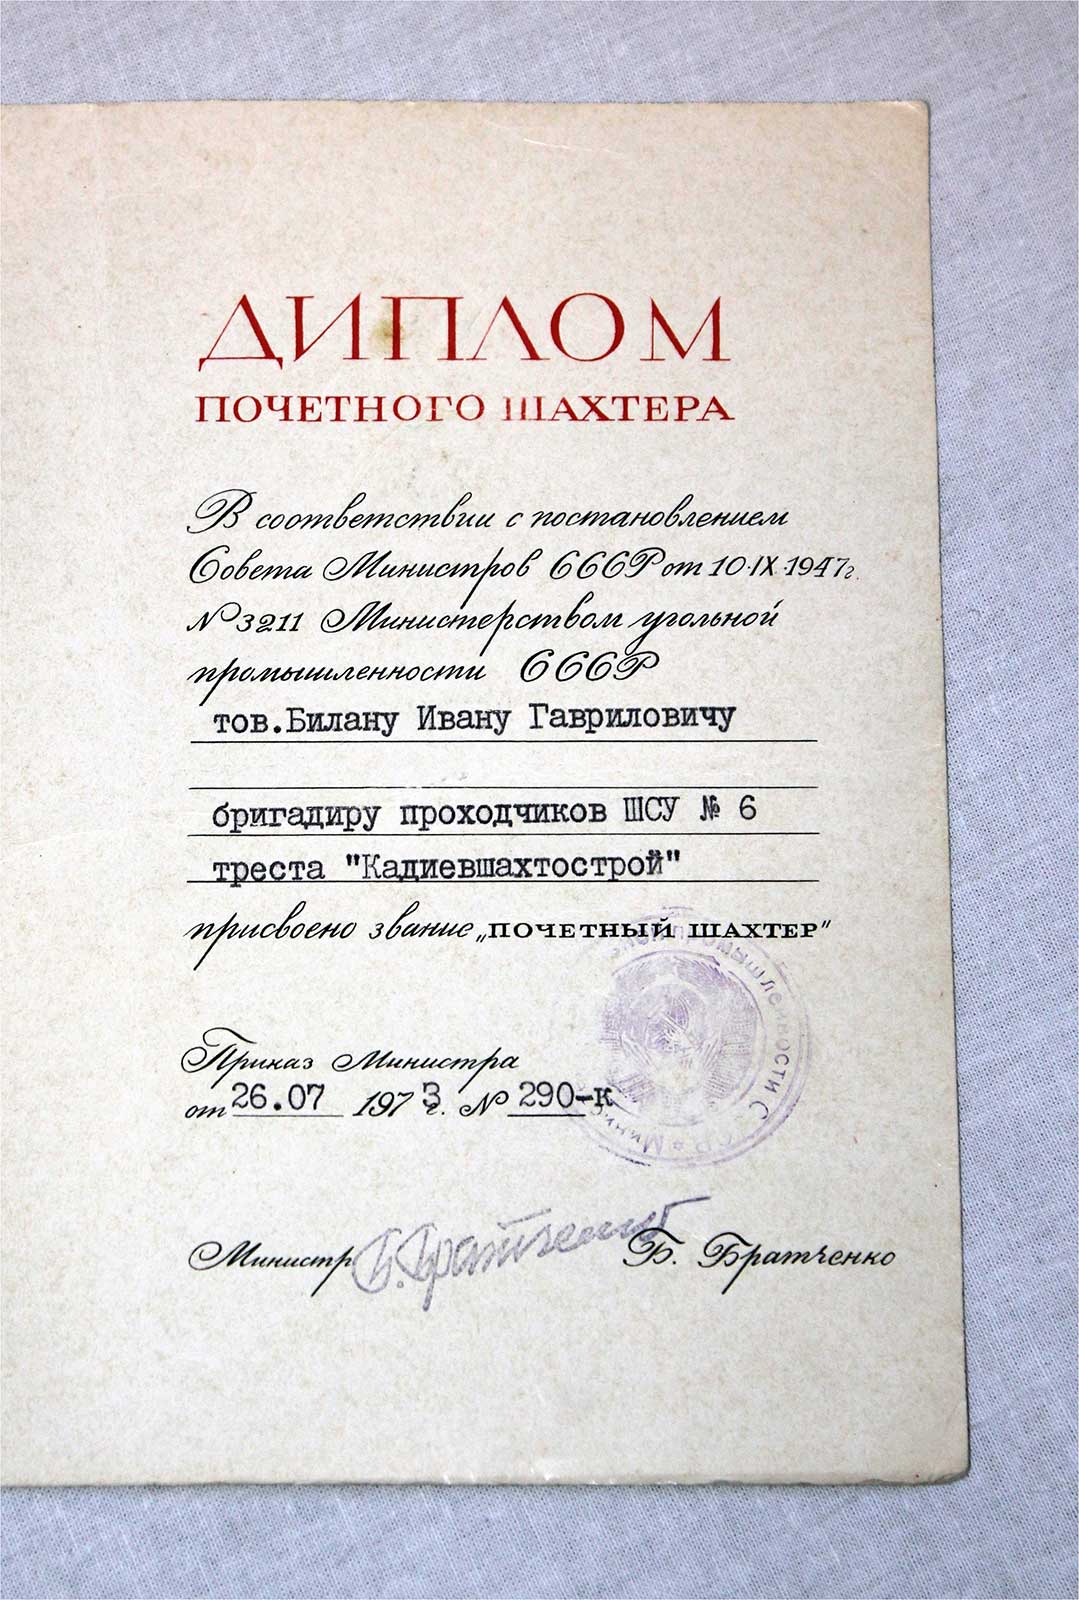 ДИПЛОМ
ПОЧЕТНОГО ШАХТЕРА
В соответствии с постановлением
Совета Министров СССР от 10·IX·1947г.
№3211 Министерством угольной
промышленности СССР
тов.Билану Ивану Гавриловичу
бригадиру проходчиков ШСУ № 6
треста "Кадиевшахтострой"
присвоено звание „ПОЧЕТНЫЙ ШАХТЕР"
Приказ Министра
от 26.07 1973г. № 290-к
Министр Б. Братченко Б. Братченко